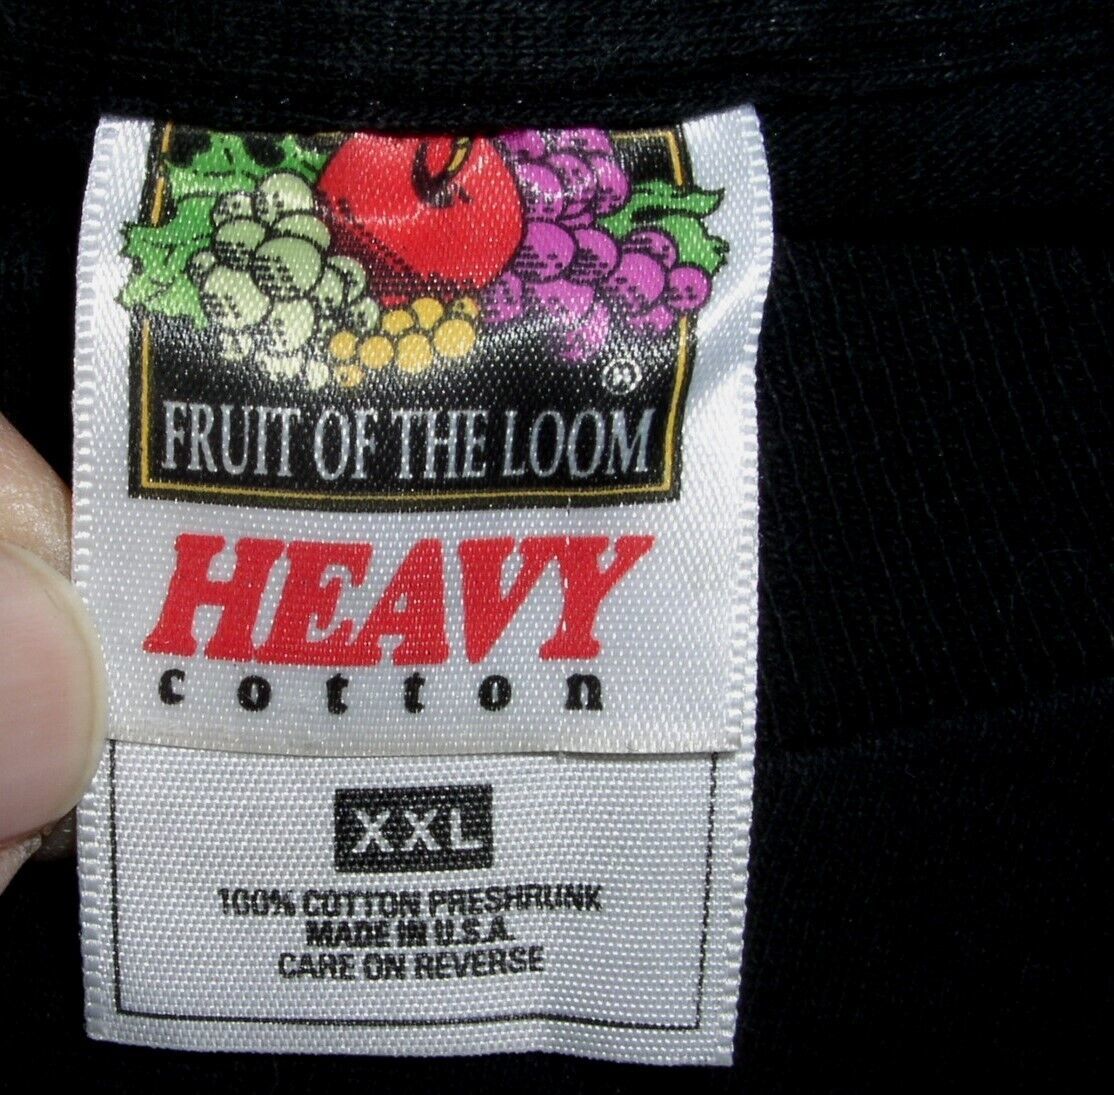 ®
FRUIT OF THE LOOM
HEAVY
cotton
XXL
100% COTTON PRESHRUNK
MADE IN U.S.A.
CARE ON REVERSE